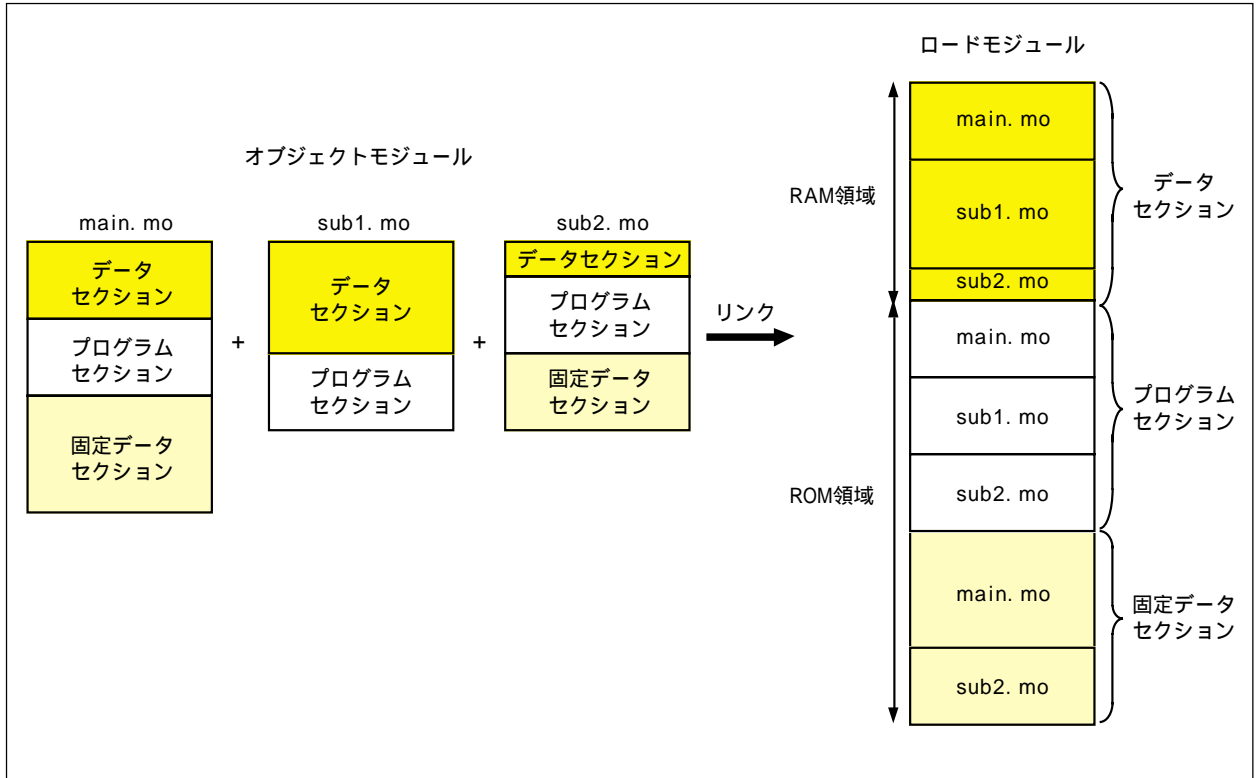 オブジェクトモジュール
main. mo
データ
セクション
プログラム
セクション
固定データ
セクション
+
sub1. mo
データ
セクション
プログラム
セクション
+
sub2. mo
データセクション
プログラム
セクション
固定データ
セクション
リンク
ロードモジュール
RAM領域
main. mo
sub1. mo
sub2. mo
データ
セクション
ROM領域
main. mo
sub1. mo
sub2. mo
プログラム
セクション
main. mo
sub2. mo
固定データ
セクション